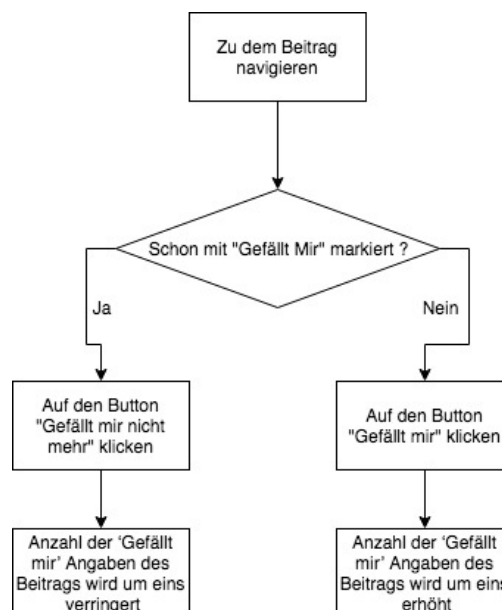 Zu dem Beitrag
navigieren
Schon mit "Gefällt Mir" markiert ?
Ja
Nein
Auf den Button
"Gefällt mir nicht
mehr" klicken
Auf den Button
"Gefällt mir" klicken
Anzahl der ‘Gefällt
mir’ Angaben des
Beitrags wird um eins
verringert
Anzahl der ‘Gefällt
mir’ Angaben des
Beitrags wird um eins
erhöht